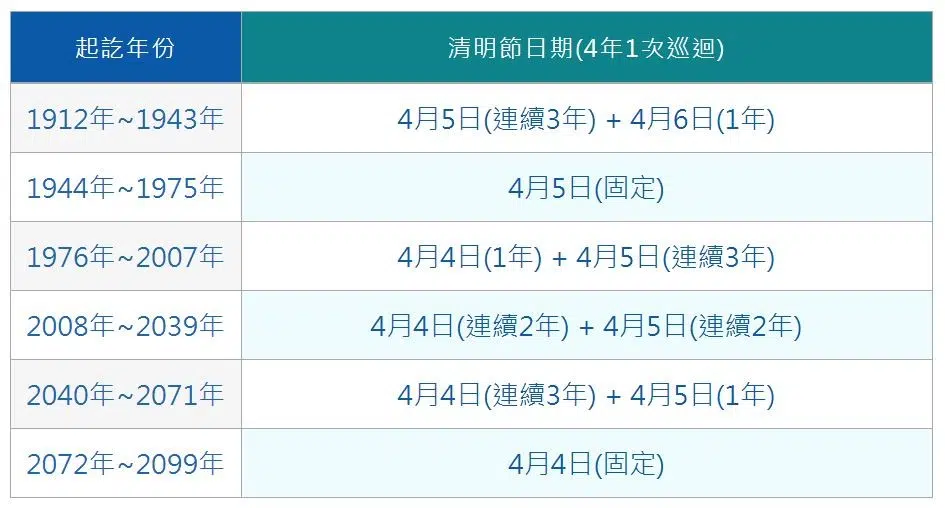 起訖年份 清明節日期(4年1次巡迴)
1912年~1943年 4月5日(連續3年) + 4月6日(1年)
1944年~1975年 4月5日(固定)
1976年~2007年 4月4日(1年) + 4月5日(連續3年)
2008年~2039年 4月4日(連續2年) + 4月5日(連續2年)
2040年~2071年 4月4日(連續3年) + 4月5日(1年)
2072年~2099年 4月4日(固定)